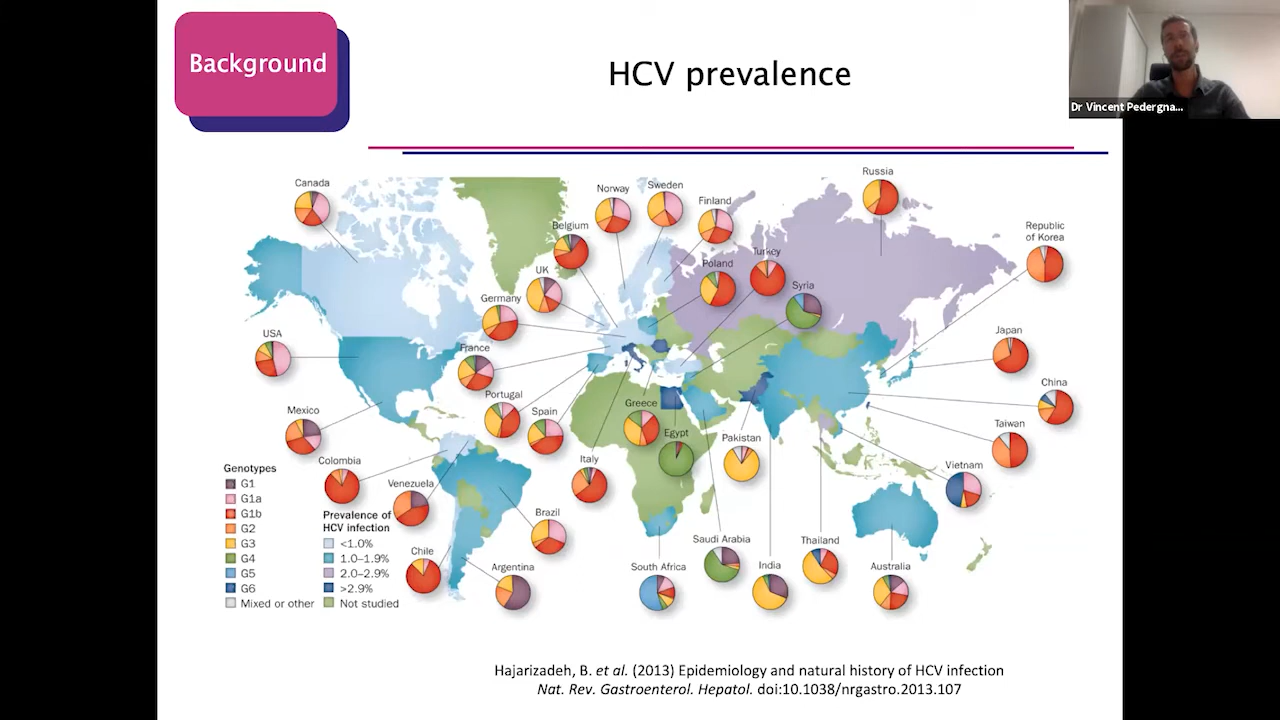 Background
HCV prevalence
Dr Vincent Pedergna...
Canada
Norway
Sweden
Finland
Russia
Belgium
Republic
of Korea
UK
Poland
Turkey
Syria
Germany
USA
France
Japan
Portugal
Spain
Greece
China
Mexico
Egypt
Pakistan
Taiwan
Colombia
Italy
Vietnam
Venezuela
Brazil
Chile
Argentina
South Africa
Saudi Arabia
India
Thailand
Australia
Genotypes
G1
G1a
G1b
G2
G3
G4
G5
G6
Mixed or other
Prevalence of
HCV infection
<1.0%
1.0–1.9%
2.0–2.9%
>2.9%
Not studied
Hajarizadeh, B. et al. (2013) Epidemiology and natural history of HCV infection
Nat. Rev. Gastroenterol. Hepatol. doi:10.1038/nrgastro.2013.107